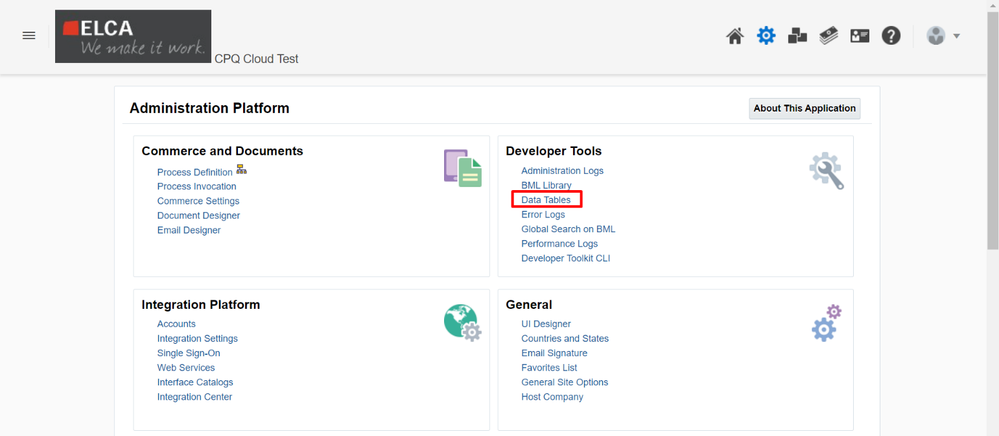 ELCA
We make it work.
CPQ Cloud Test
Administration Platform
About This Application
Commerce and Documents
Process Definition
Process Invocation
Commerce Settings
Document Designer
Email Designer
Developer Tools
Administration Logs
BML Library
Data Tables
Error Logs
Global Search on BML
Performance Logs
Developer Toolkit CLI
Integration Platform
Accounts
Integration Settings
Single Sign-On
Web Services
Interface Catalogs
Integration Center
General
UI Designer
Countries and States
Email Signature
Favorites List
General Site Options
Host Company